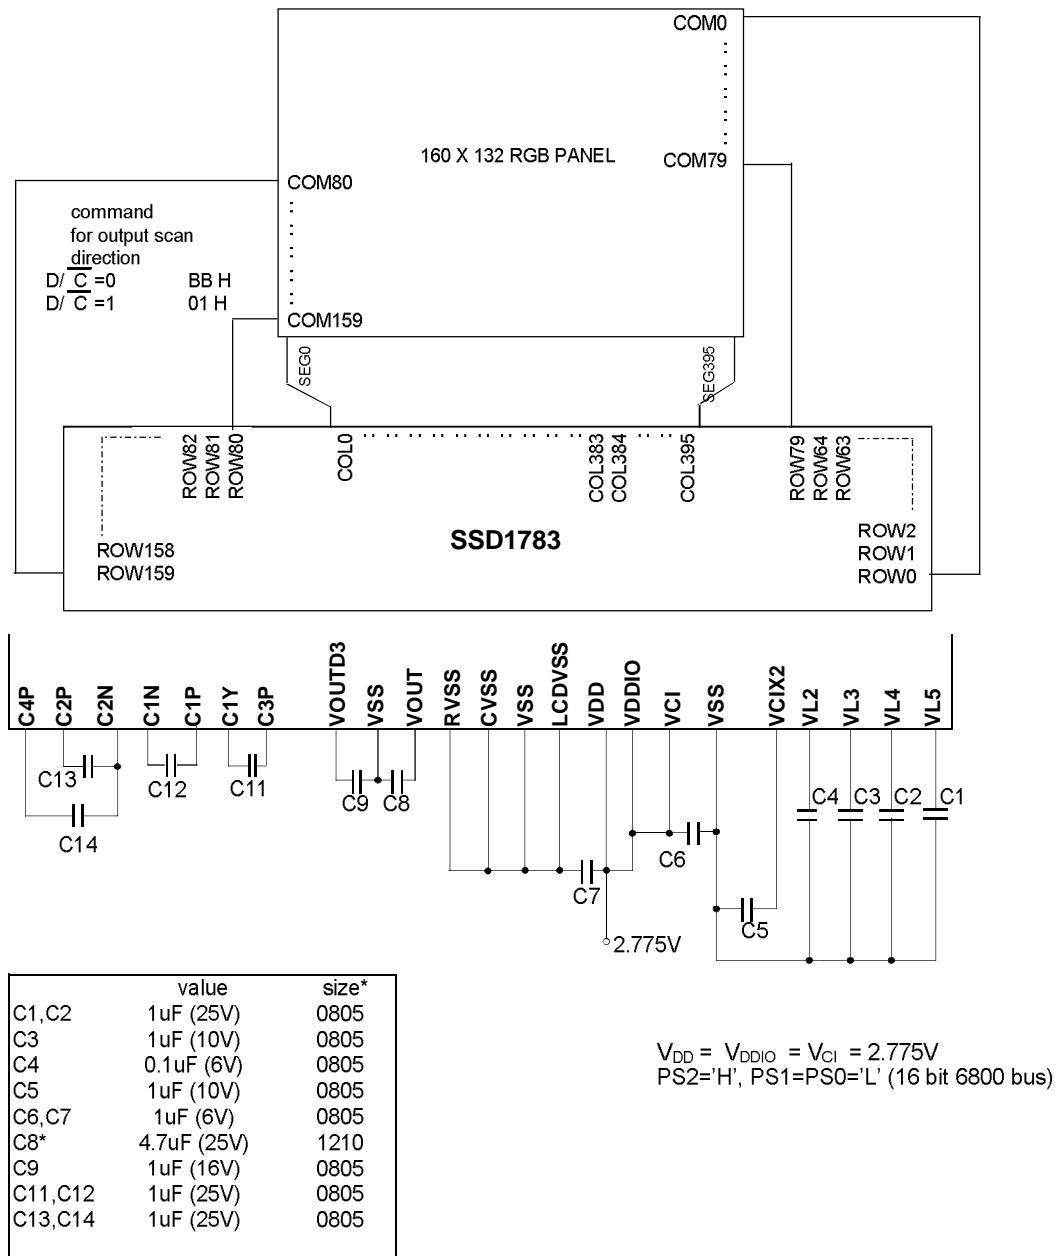 COM0
160 X 132 RGB PANEL
COM79
COM80
command
for output scan
direction
D/ C =0 BB H
D/ C =1 01 H
COM159
SEG0
SEG395
ROW82
ROW81
ROW80
COL0
COL383
COL384
COL395
ROW79
ROW64
ROW63
SSD1783
ROW158
ROW159
ROW2
ROW1
ROW0
C4P
C2P
C2N
C1N
C1P
C1Y
C3P
VOUTD3
VSS
VOUT
RVSS
CVSS
VSS
LCDVSS
VDD
VDDIO
VCI
VSS
VCIX2
VL2
VL3
VL4
VL5
C13
C14
C12
C11
C9
C8
C7
C6
C5
C4
C3
C2
C1
2.775V
value size*
C1,C2 1uF (25V) 0805
C3 1uF (10V) 0805
C4 0.1uF (6V) 0805
C5 1uF (10V) 0805
C6,C7 1uF (6V) 0805
C8* 4.7uF (25V) 1210
C9 1uF (16V) 0805
C11,C12 1uF (25V) 0805
C13,C14 1uF (25V) 0805
VDD = VDDIO = VCI = 2.775V
PS2='H', PS1=PS0='L' (16 bit 6800 bus)